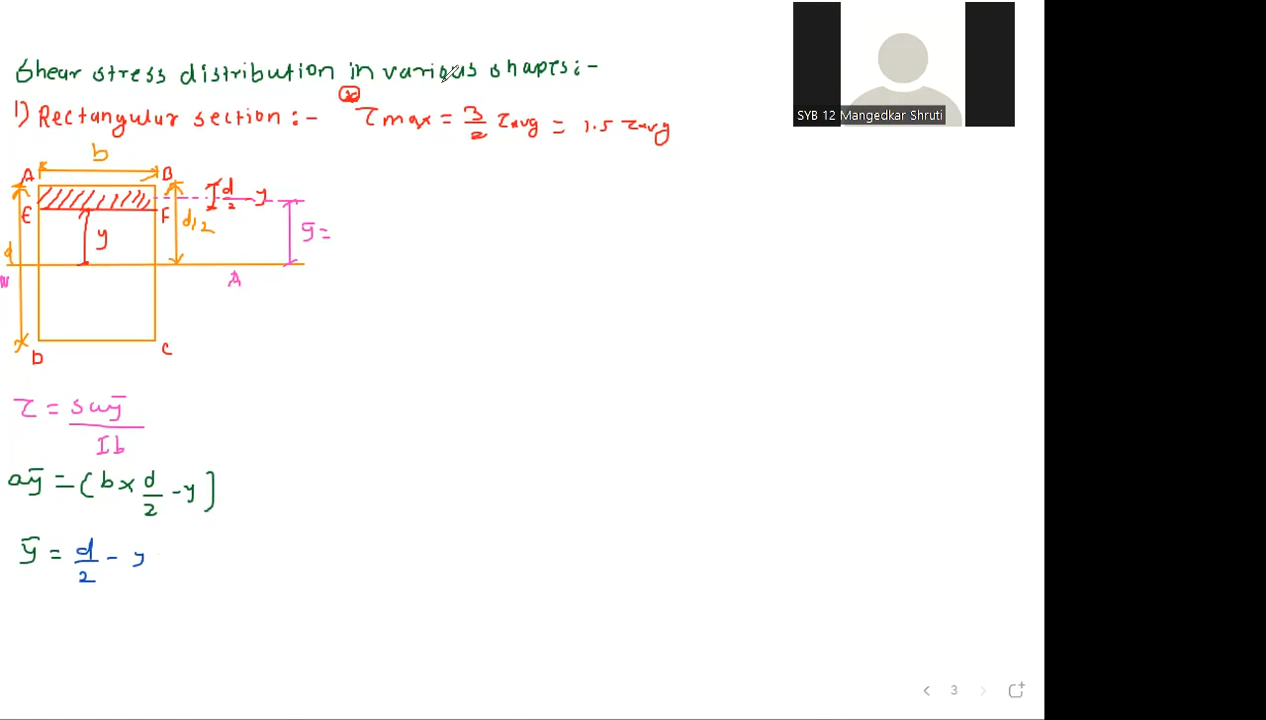 Shear stress distribution in various shapes:-
1) Rectangular section:- τmax = 3/2 τavg = 1.5 τavg
SYB 12 Mangedkar Shruti
b
A B
d/2 - y
E F
y d/2 ȳ =
d
N A
D C
τ = saȳ / Ib
aȳ = (b × d/2 - y)
ȳ = d/2 - y
3